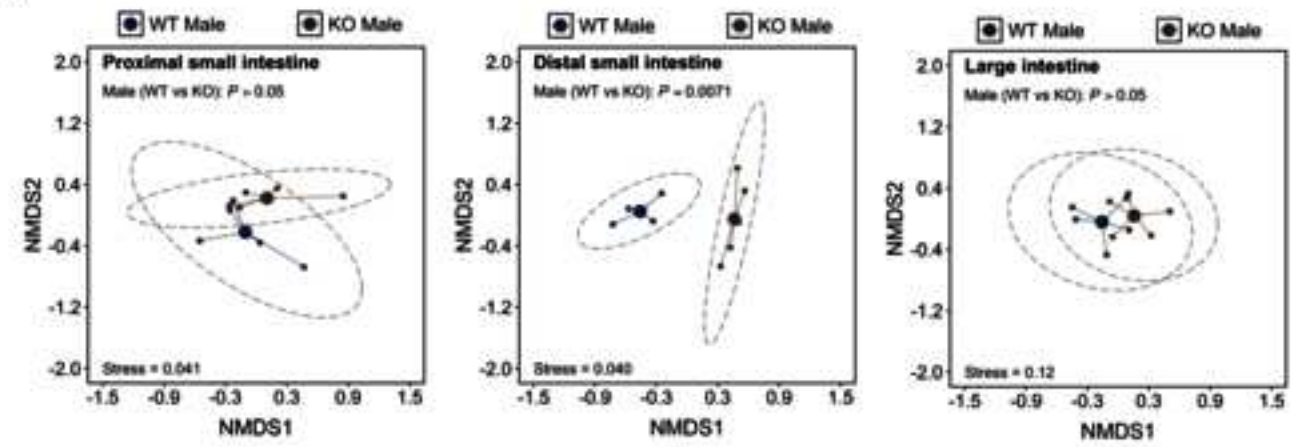 WT Male KO Male
Proximal small intestine
Male (WT vs KO): P > 0.05
NMDS2
2.0
1.2
0.4
-0.4
-1.2
-2.0
Stress = 0.041
-1.5 -0.9 -0.3 0.3 0.9 1.5
NMDS1
WT Male KO Male
Distal small intestine
Male (WT vs KO): P = 0.0071
NMDS2
2.0
1.2
0.4
-0.4
-1.2
-2.0
Stress = 0.040
-1.5 -0.9 -0.3 0.3 0.9 1.5
NMDS1
WT Male KO Male
Large intestine
Male (WT vs KO): P > 0.05
NMDS2
2.0
1.2
0.4
-0.4
-1.2
-2.0
Stress = 0.12
-1.5 -0.9 -0.3 0.3 0.9 1.5
NMDS1